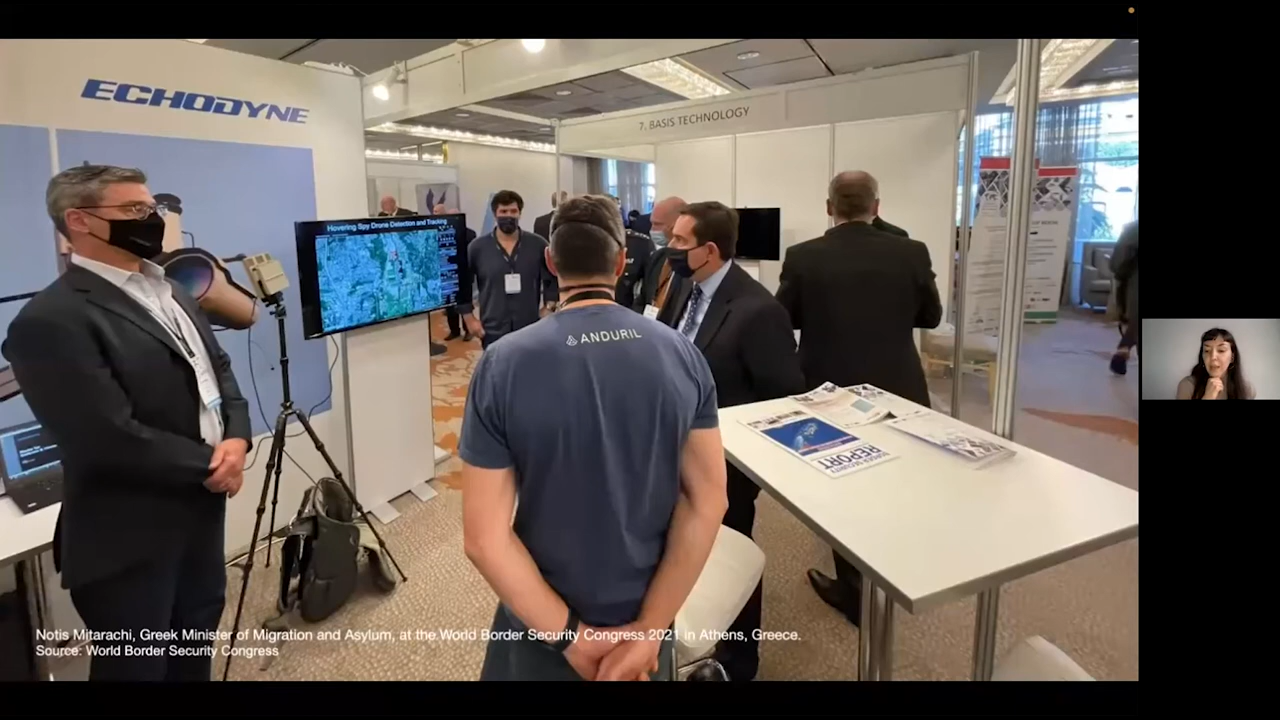 ECHODYNE
7. BASIS TECHNOLOGY
Hovering Spy Drone Detection and Tracking
ANDURIL
REPORT
Notis Mitarachi, Greek Minister of Migration and Asylum, at the World Border Security Congress 2021 in Athens, Greece.
Source: World Border Security Congress